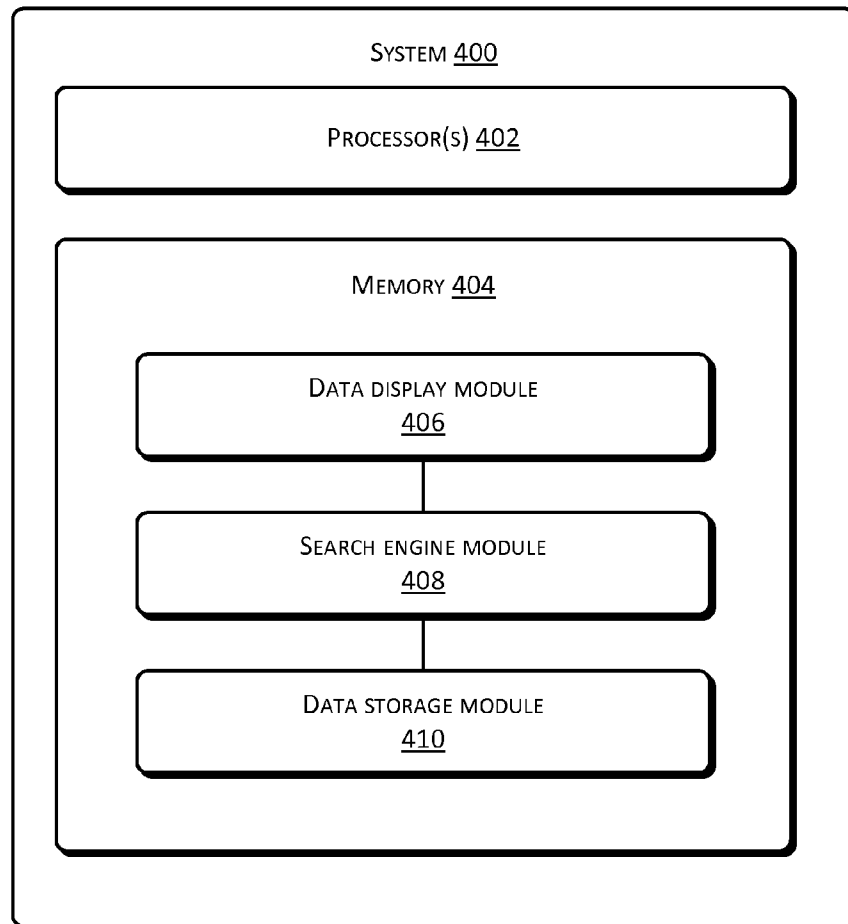 SYSTEM 400
PROCESSOR(S) 402
MEMORY 404
DATA DISPLAY MODULE
406
SEARCH ENGINE MODULE
408
DATA STORAGE MODULE
410